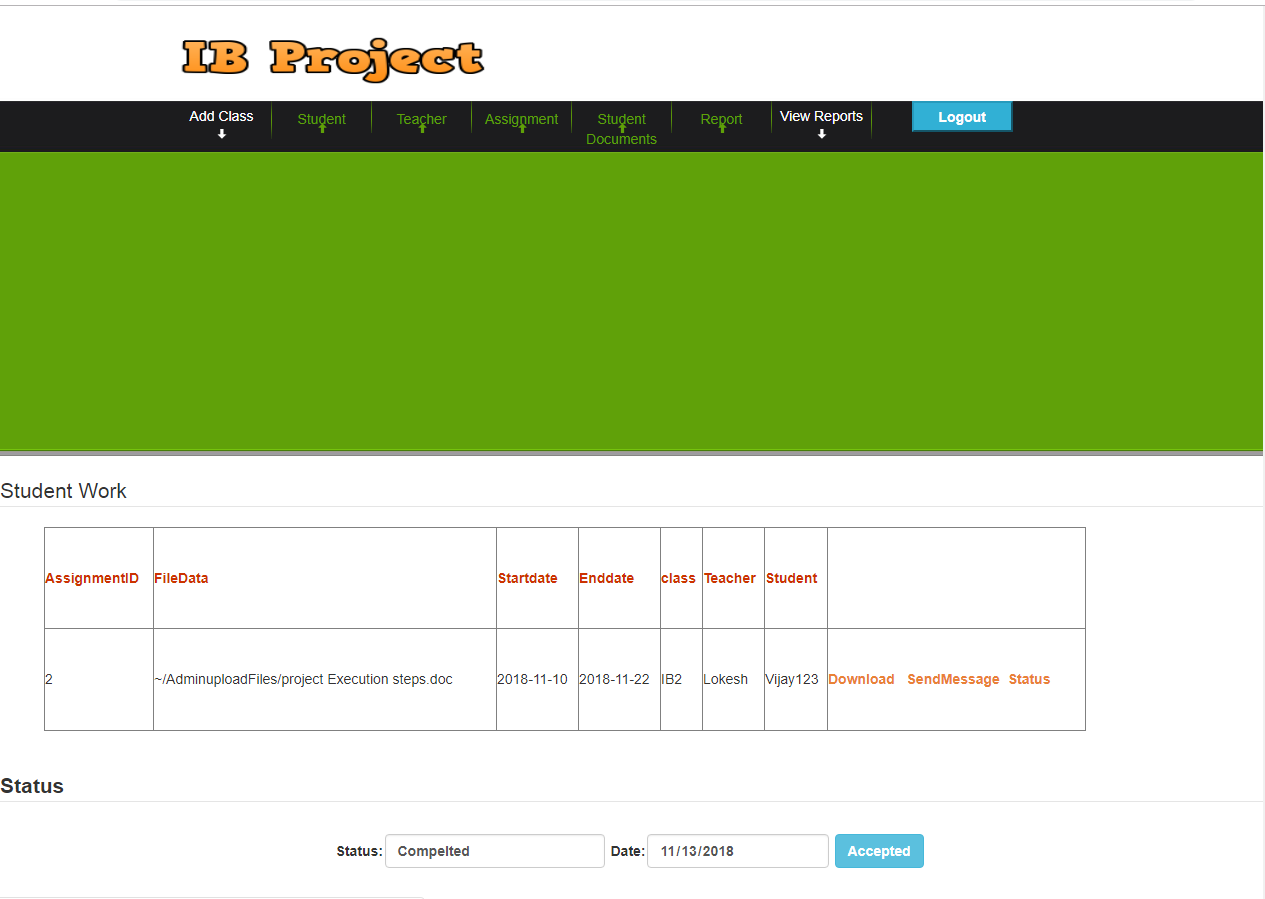 IB Project
Add Class Student Teacher Assignment Student Documents Report View Reports Logout
Student Work
AssignmentID FileData Startdate Enddate class Teacher Student
2 ~/AdminuploadFiles/project Execution steps.doc 2018-11-10 2018-11-22 IB2 Lokesh Vijay123 Download SendMessage Status
Status
Status: Compelted Date: 11/13/2018 Accepted